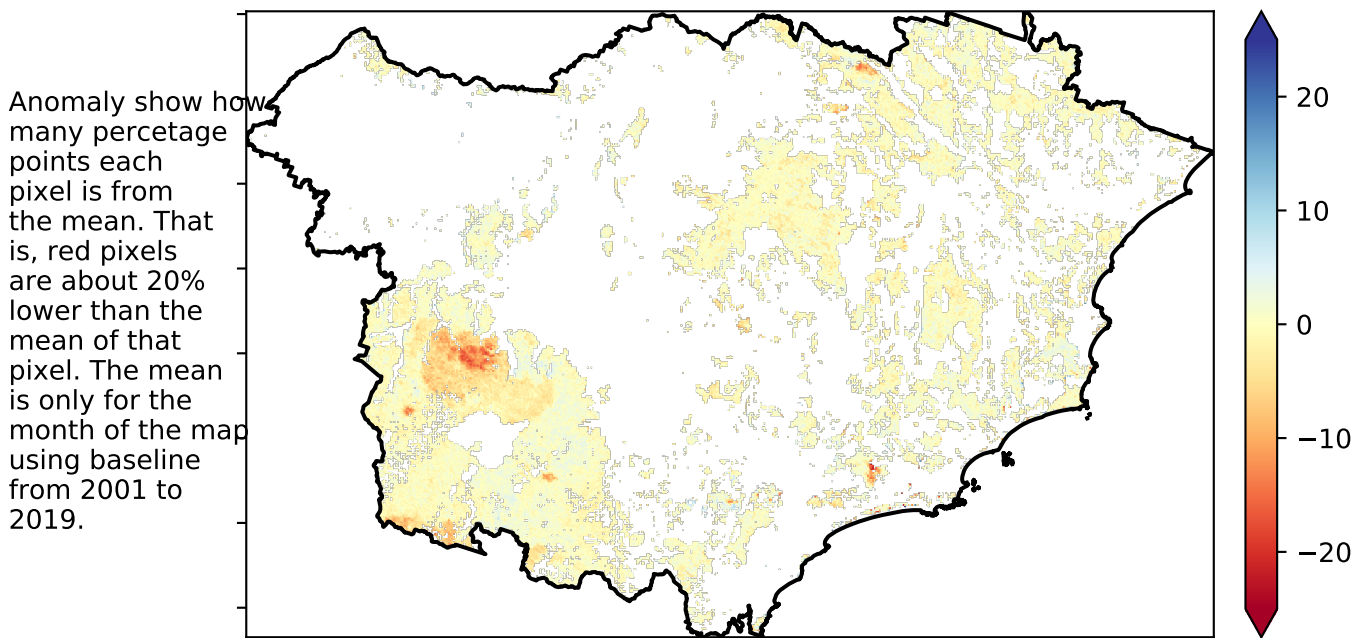 Anomaly show how
many percetage
points each
pixel is from
the mean. That
is, red pixels
are about 20%
lower than the
mean of that
pixel. The mean
is only for the
month of the map
using baseline
from 2001 to
2019.
20
10
0
−10
−20